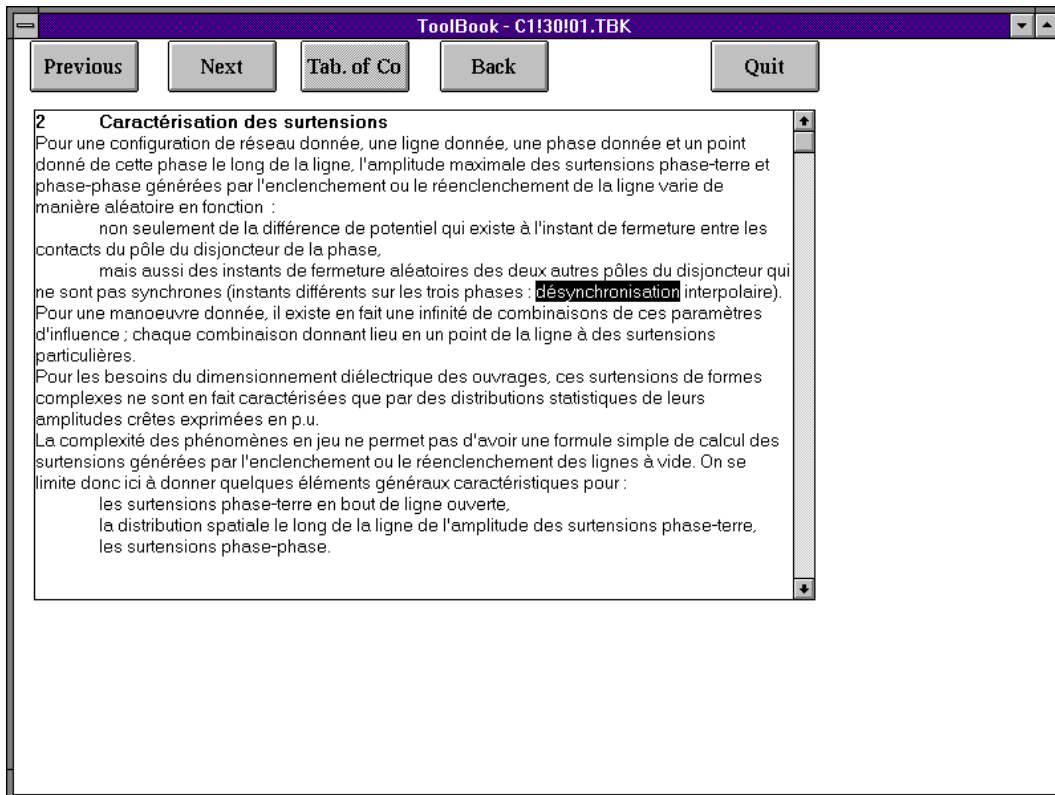 ToolBook - C1!30!01.TBK
Previous Next Tab. of Co Back Quit
2 Caractérisation des surtensions
Pour une configuration de réseau donnée, une ligne donnée, une phase donnée et un point
donné de cette phase le long de la ligne, l'amplitude maximale des surtensions phase-terre et
phase-phase générées par l'enclenchement ou le réenclenchement de la ligne varie de
manière aléatoire en fonction :
non seulement de la différence de potentiel qui existe à l'instant de fermeture entre les
contacts du pôle du disjoncteur de la phase,
mais aussi des instants de fermeture aléatoires des deux autres pôles du disjoncteur qui
ne sont pas synchrones (instants différents sur les trois phases : désynchronisation interpolaire).
Pour une manoeuvre donnée, il existe en fait une infinité de combinaisons de ces paramètres
d'influence ; chaque combinaison donnant lieu en un point de la ligne à des surtensions
particulières.
Pour les besoins du dimensionnement diélectrique des ouvrages, ces surtensions de formes
complexes ne sont en fait caractérisées que par des distributions statistiques de leurs
amplitudes crêtes exprimées en p.u.
La complexité des phénomènes en jeu ne permet pas d'avoir une formule simple de calcul des
surtensions générées par l'enclenchement ou le réenclenchement des lignes à vide. On se
limite donc ici à donner quelques éléments généraux caractéristiques pour :
les surtensions phase-terre en bout de ligne ouverte,
la distribution spatiale le long de la ligne de l'amplitude des surtensions phase-terre,
les surtensions phase-phase.